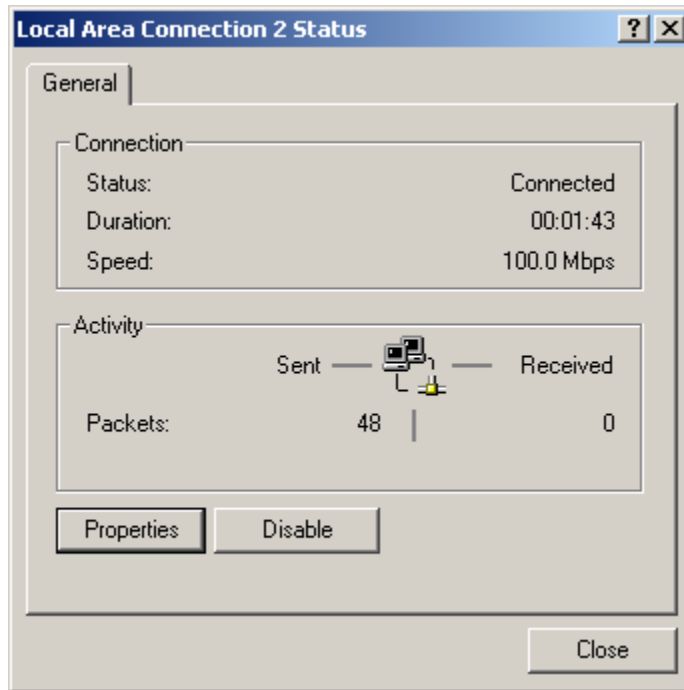 Local Area Connection 2 Status
General
Connection
Status: Connected
Duration: 00:01:43
Speed: 100.0 Mbps
Activity
Sent Received
Packets: 48 0
Properties Disable
Close